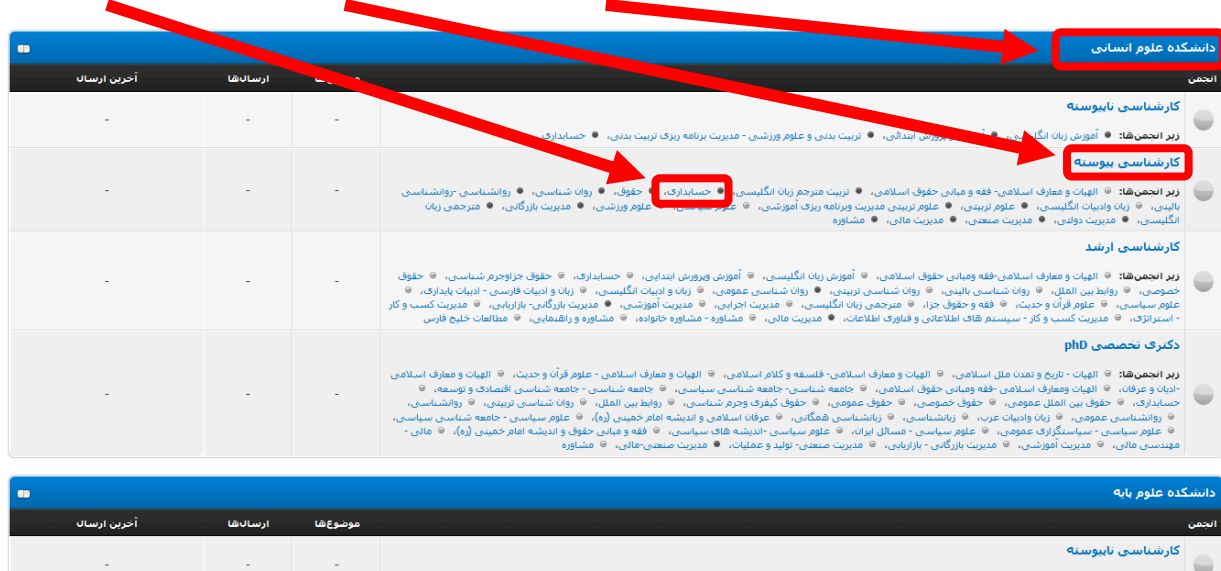 دانشکده علوم انسانی
انجمن ارسال‌ها آخرین ارسال
کارشناسی ناپیوسته
زیر انجمن‌ها: آموزش زبان پرورش ابتدائی، تربیت بدنی و علوم ورزشی - مدیریت برنامه ریزی تربیت بدنی، حسابداری
- - -
کارشناسی پیوسته
زیر انجمن‌ها: الهیات و معارف اسلامی- فقه و مبانی حقوق اسلامی، تربیت مترجم زبان انگلیسی، حسابداری، حقوق، روان شناسی، روانشناسی -روانشناسی
بالینی، زبان وادبیات انگلیسی، علوم تربیتی، علوم تربیتی مدیریت وبرنامه ریزی آموزشی، علوم سیاسی، علوم ورزشی، مدیریت بازرگانی، مترجمی زبان
انگلیسی، مدیریت دولتی، مدیریت صنعتی، مدیریت مالی، مشاوره
- - -
کارشناسی ارشد
زیر انجمن‌ها: الهیات و معارف اسلامی-فقه ومبانی حقوق اسلامی، آموزش زبان انگلیسی، آموزش وپرورش ابتدایی، حسابداری، حقوق جزاوجرم شناسی، حقوق
خصوصی، روابط بین الملل، روان شناسی بالینی، روان شناسی تربیتی، روان شناسی عمومی، زبان و ادبیات انگلیسی، زبان و ادبیات فارسی - ادبیات پایداری،
علوم سیاسی، علوم قرآن و حدیث، فقه و حقوق جزا، مترجمی زبان انگلیسی، مدیریت اجرایی، مدیریت آموزشی، مدیریت بازرگانی- بازاریابی، مدیریت کسب و کار
- استراتژی، مدیریت کسب و کار - سیستم های اطلاعاتی و فناوری اطلاعات، مدیریت مالی، مشاوره - مشاوره خانواده، مشاوره و راهنمایی، مطالعات خلیج فارس
- - -
دکتری تخصصی phD
زیر انجمن‌ها: الهیات - تاریخ و تمدن ملل اسلامی، الهیات و معارف اسلامی- فلسفه و کلام اسلامی، الهیات و معارف اسلامی - علوم قرآن و حدیث، الهیات و معارف اسلامی
-ادیان و عرفان، الهیات ومعارف اسلامی -فقه ومبانی حقوق اسلامی، جامعه شناسی- جامعه شناسی سیاسی، جامعه شناسی - جامعه شناسی اقتصادی و توسعه،
حسابداری، حقوق بین الملل عمومی، حقوق خصوصی، حقوق عمومی، حقوق کیفری وجرم شناسی، روابط بین الملل، روان شناسی تربیتی، روانشناسی،
روانشناسی عمومی، زبان وادبیات عرب، زبانشناسی، زبانشناسی همگانی، عرفان اسلامی و اندیشه امام خمینی (ره)، علوم سیاسی - جامعه شناسی سیاسی،
علوم سیاسی - سیاستگزاری عمومی، علوم سیاسی - مسائل ایران، علوم سیاسی -اندیشه های سیاسی، فقه و مبانی حقوق و اندیشه امام خمینی (ره)، مالی -
مهندسی مالی، مدیریت آموزشی، مدیریت بازرگانی - بازاریابی، مدیریت صنعتی- تولید و عملیات، مدیریت صنعتی-مالی، مشاوره
- - -
دانشکده علوم پایه
انجمن موضوع‌ها ارسال‌ها آخرین ارسال
کارشناسی ناپیوسته
- - -